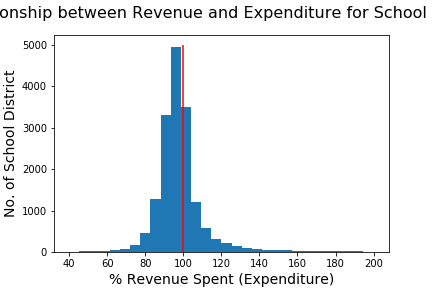 onship between Revenue and Expenditure for School
5000
4000
3000
2000
1000
0
No. of School District
40 60 80 100 120 140 160 180 200
% Revenue Spent (Expenditure)